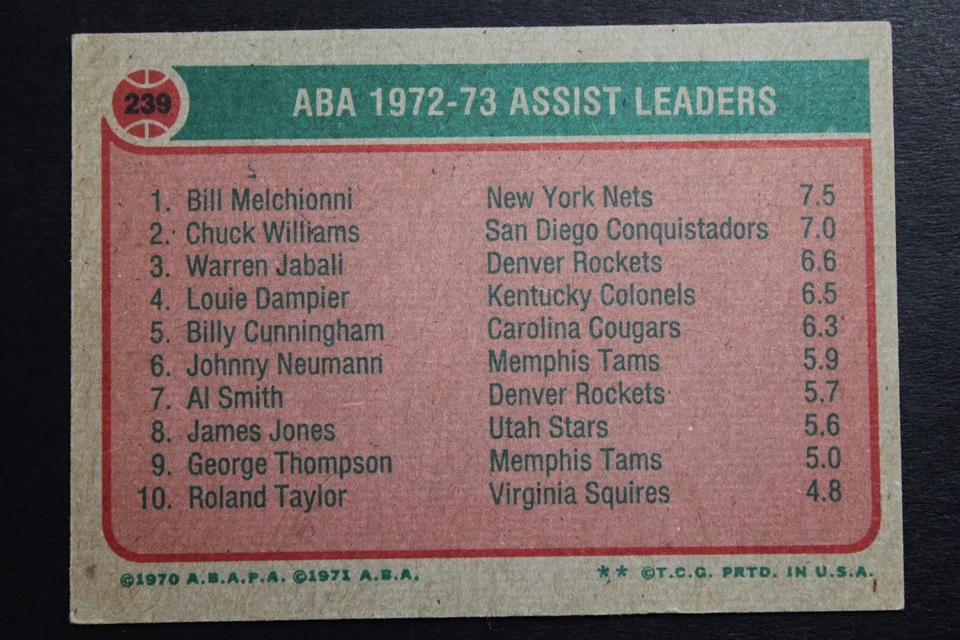 239
ABA 1972-73 ASSIST LEADERS
1. Bill Melchionni New York Nets 7.5
2. Chuck Williams San Diego Conquistadors 7.0
3. Warren Jabali Denver Rockets 6.6
4. Louie Dampier Kentucky Colonels 6.5
5. Billy Cunningham Carolina Cougars 6.3
6. Johnny Neumann Memphis Tams 5.9
7. Al Smith Denver Rockets 5.7
8. James Jones Utah Stars 5.6
9. George Thompson Memphis Tams 5.0
10. Roland Taylor Virginia Squires 4.8
©1970 A.B.A.P.A. ©1971 A.B.A. ** ©T.C.G. PRTD. IN U.S.A.